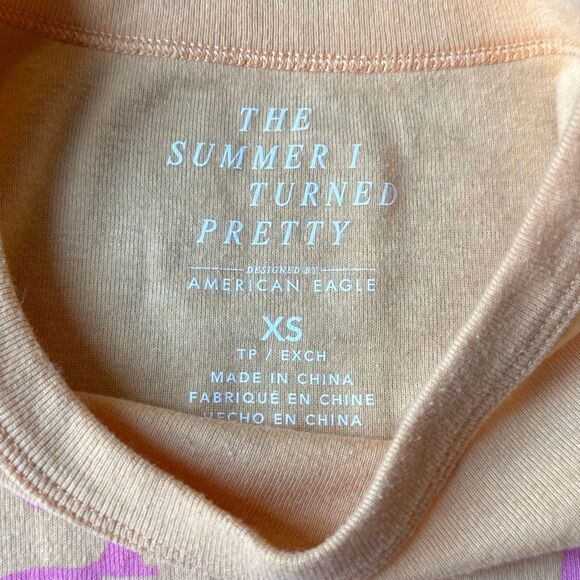 THE
SUMMER I
TURNED
PRETTY
DESIGNED BY
AMERICAN EAGLE
XS
TP / EXCH
MADE IN CHINA
FABRIQUÉ EN CHINE
HECHO EN CHINA